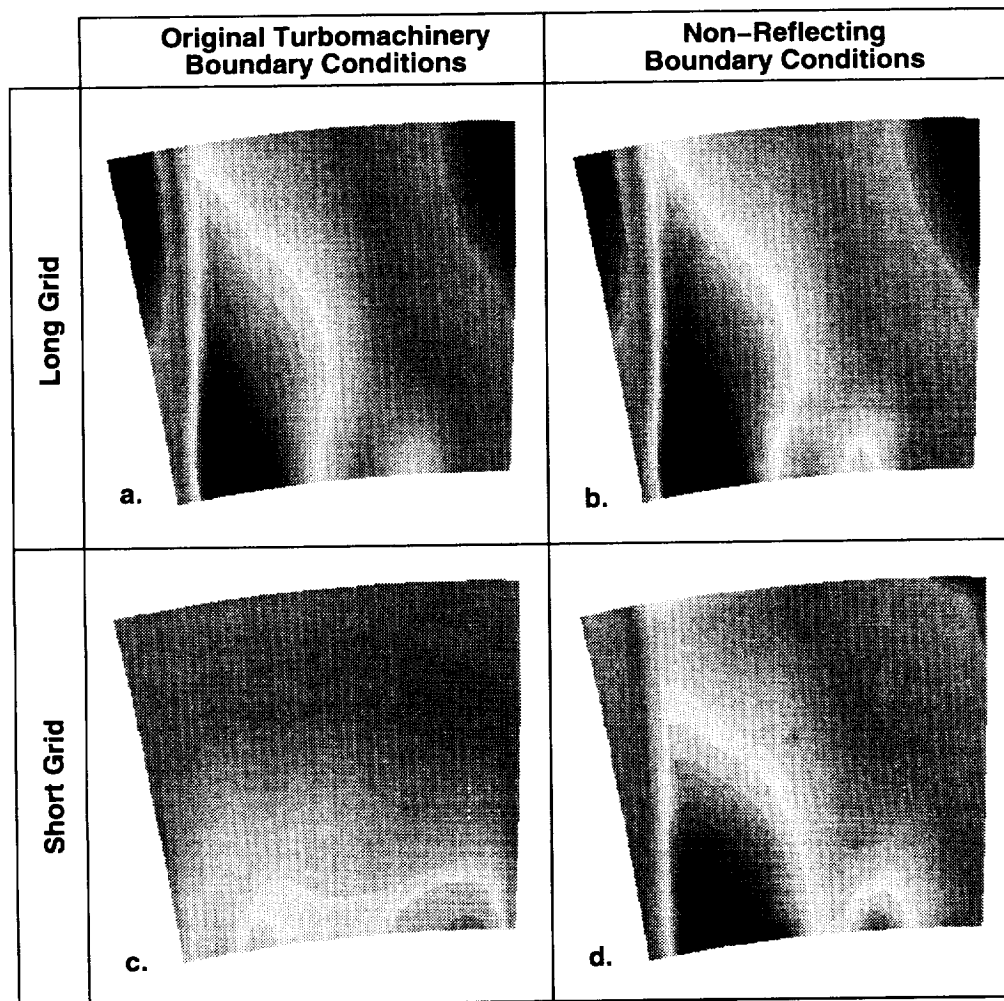 Original Turbomachinery
Boundary Conditions
Non-Reflecting
Boundary Conditions
Long Grid
a.
b.
Short Grid
c.
d.